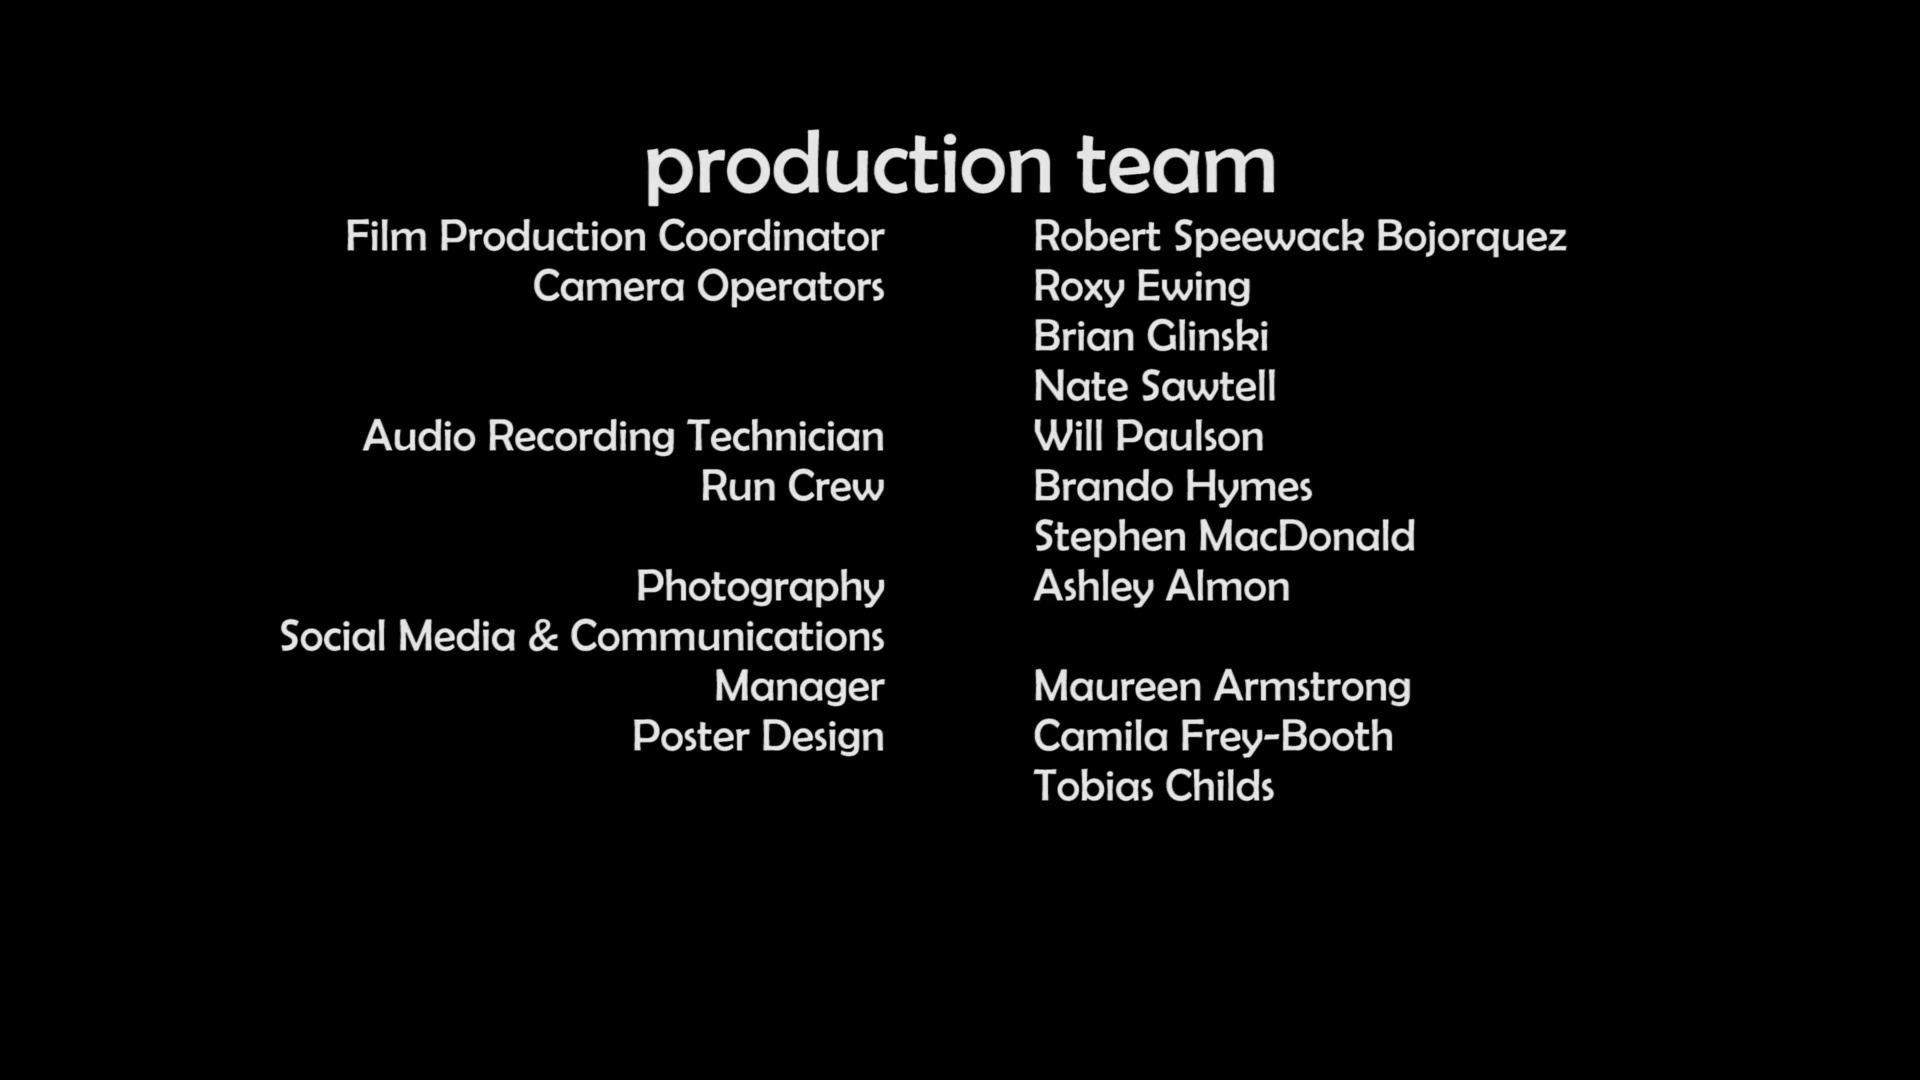 production team
Film Production Coordinator Robert Speewack Bojorquez
Camera Operators Roxy Ewing
Brian Glinski
Nate Sawtell
Audio Recording Technician Will Paulson
Run Crew Brando Hymes
Stephen MacDonald
Photography Ashley Almon
Social Media & Communications
Manager Maureen Armstrong
Poster Design Camila Frey-Booth
Tobias Childs